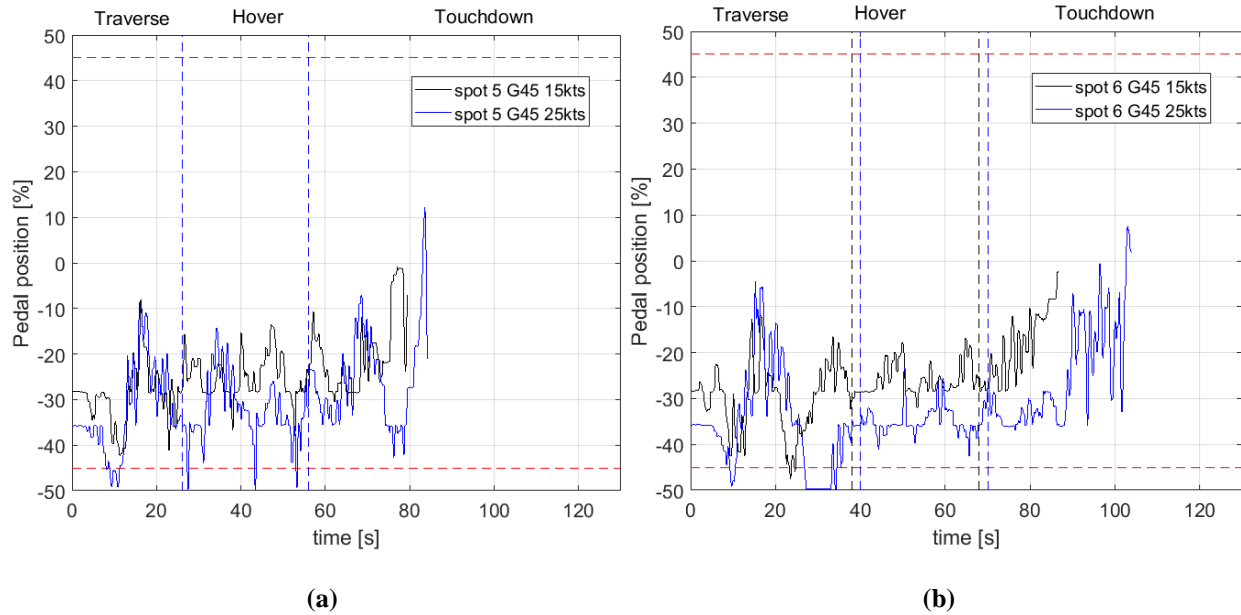 Traverse Hover Touchdown
50
40
30
20
10
0
-10
-20
-30
-40
-50
Pedal position [%]
spot 5 G45 15kts
spot 5 G45 25kts
0 20 40 60 80 100 120
time [s]
(a)
Traverse Hover Touchdown
50
40
30
20
10
0
-10
-20
-30
-40
-50
Pedal position [%]
spot 6 G45 15kts
spot 6 G45 25kts
0 20 40 60 80 100 120
time [s]
(b)